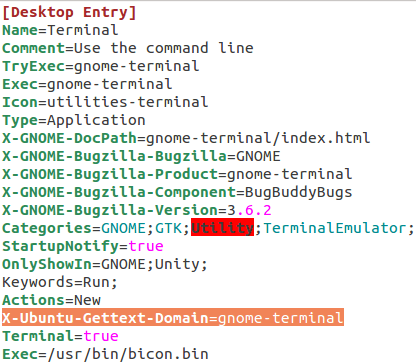 [Desktop Entry]
Name=Terminal
Comment=Use the command line
TryExec=gnome-terminal
Exec=gnome-terminal
Icon=utilities-terminal
Type=Application
X-GNOME-DocPath=gnome-terminal/index.html
X-GNOME-Bugzilla-Bugzilla=GNOME
X-GNOME-Bugzilla-Product=gnome-terminal
X-GNOME-Bugzilla-Component=BugBuddyBugs
X-GNOME-Bugzilla-Version=3.6.2
Categories=GNOME;GTK;Utility;TerminalEmulator;
StartupNotify=true
OnlyShowIn=GNOME;Unity;
Keywords=Run;
Actions=New
X-Ubuntu-Gettext-Domain=gnome-terminal
Terminal=true
Exec=/usr/bin/bicon.bin